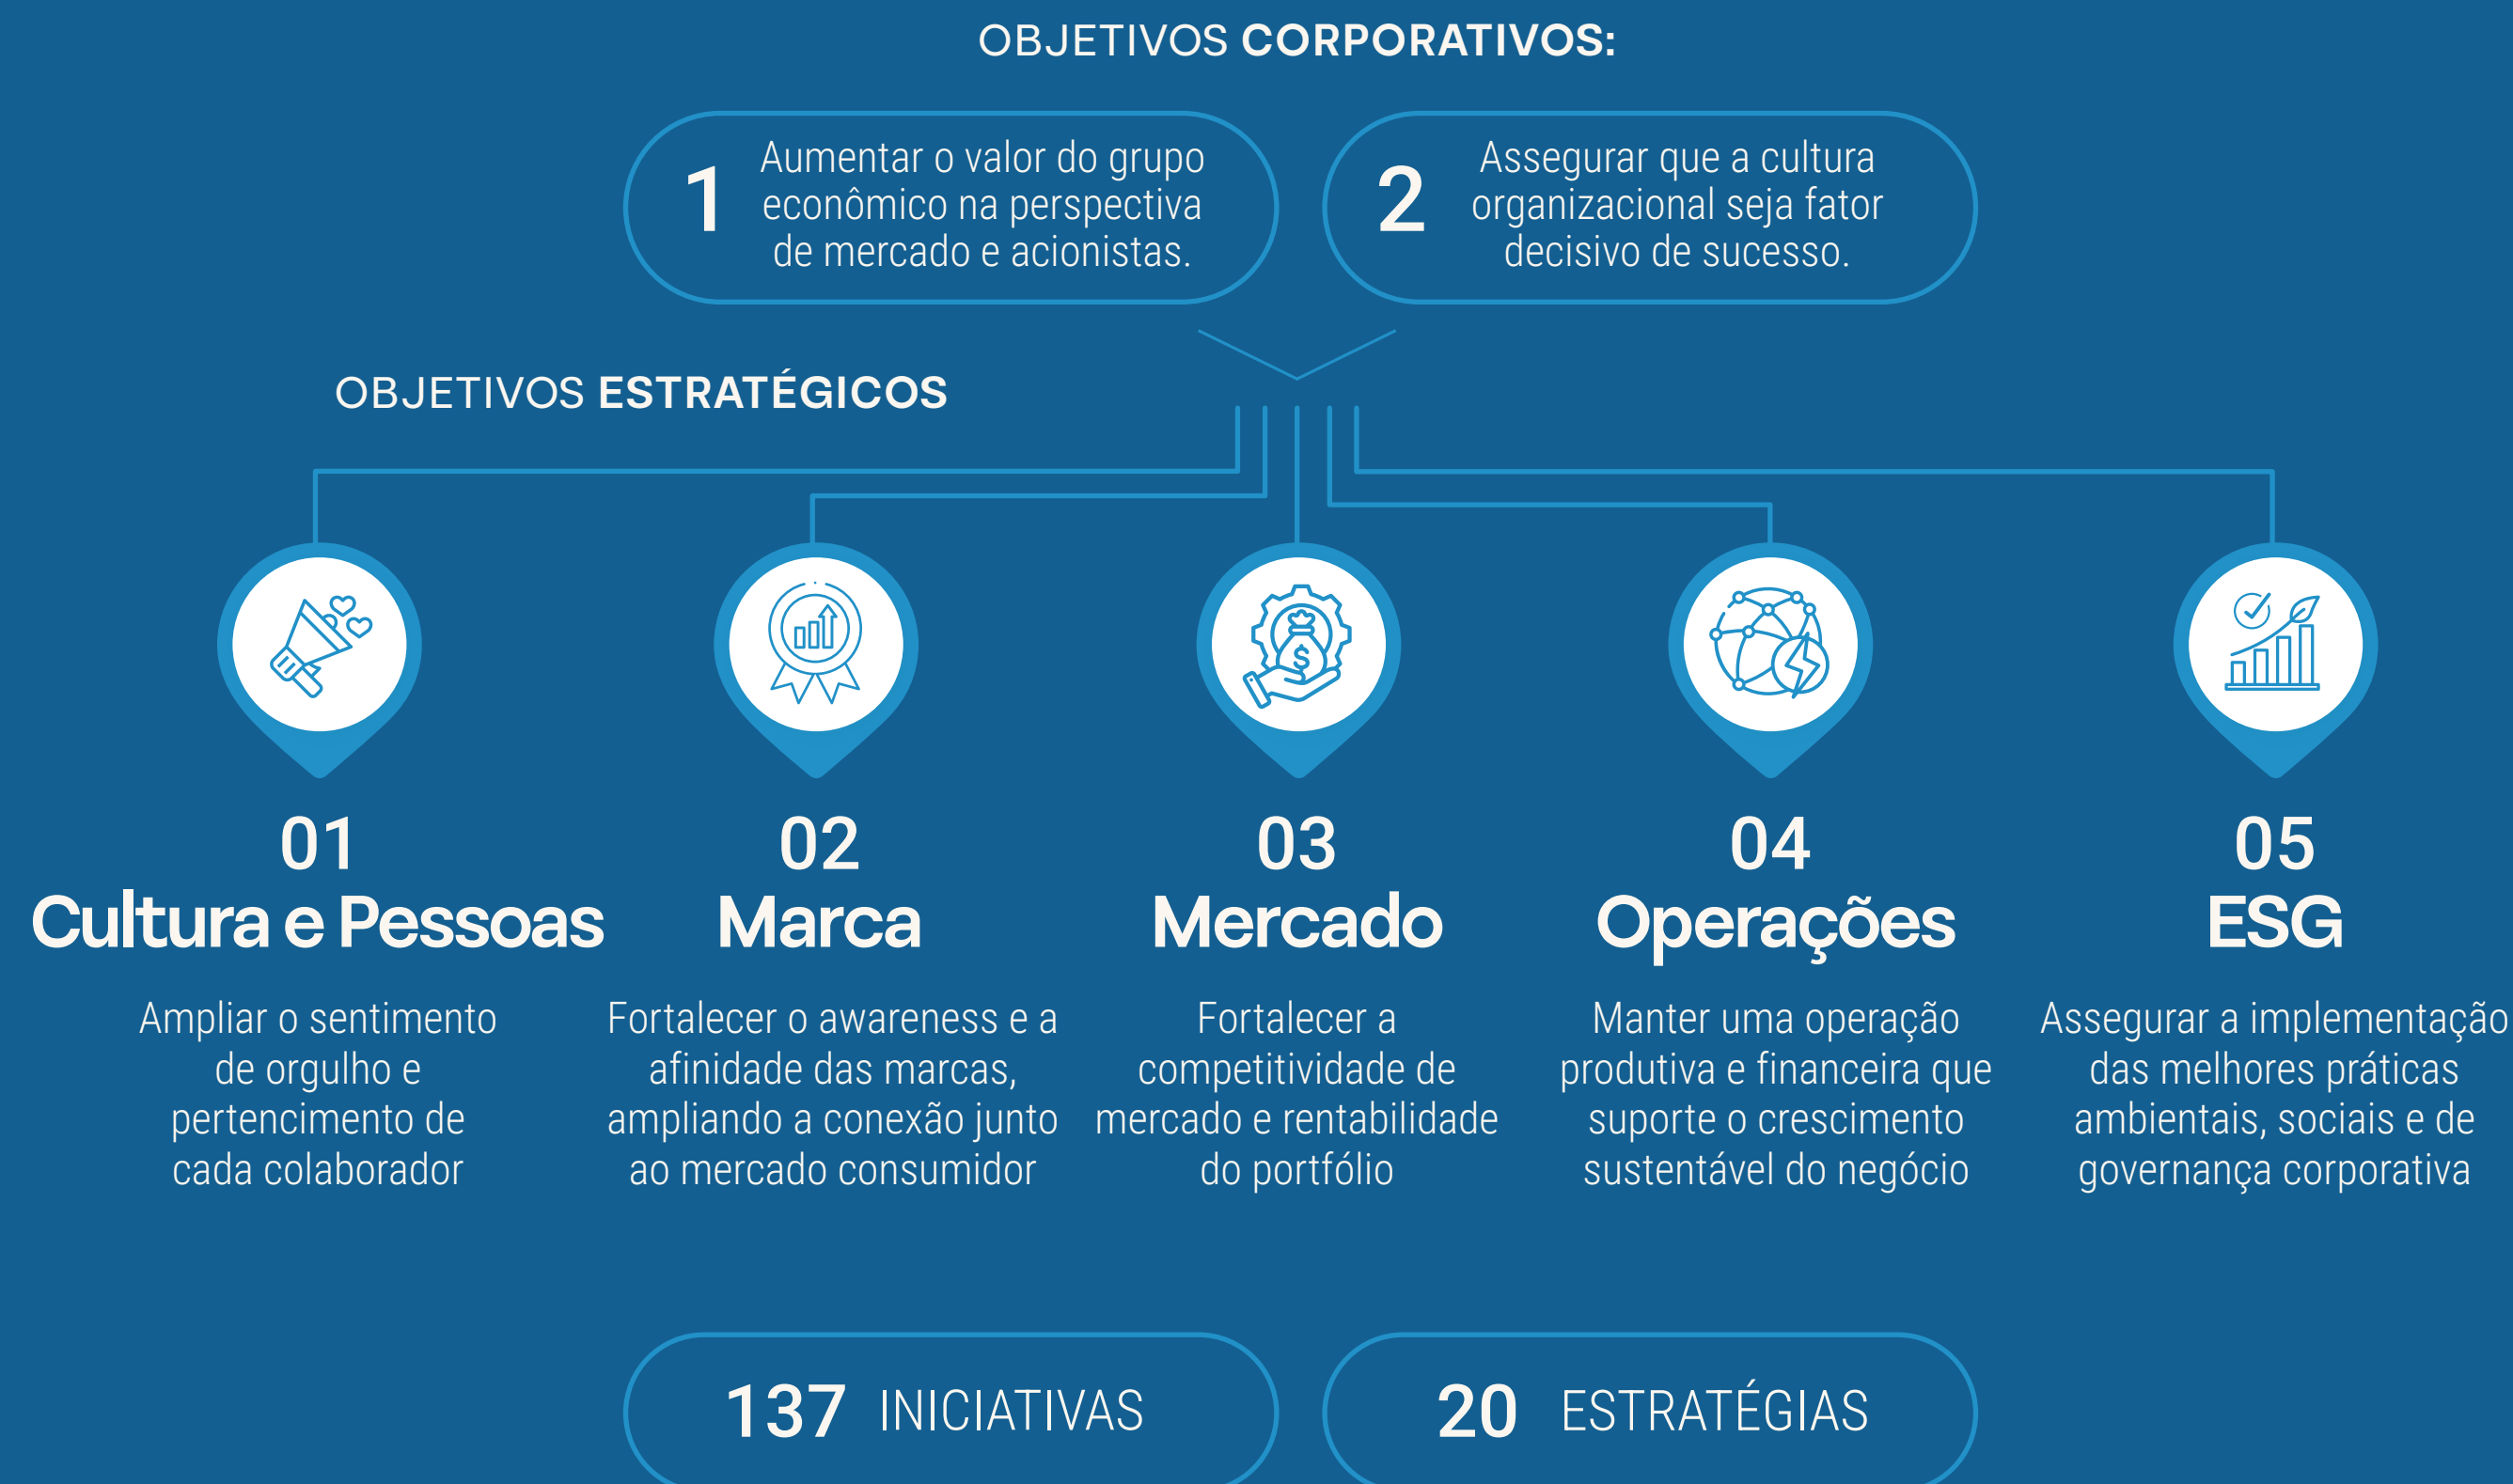 OBJETIVOS CORPORATIVOS:
1
Aumentar o valor do grupo
econômico na perspectiva
de mercado e acionistas.
2
Assegurar que a cultura
organizacional seja fator
decisivo de sucesso.
OBJETIVOS ESTRATÉGICOS
01
Cultura e Pessoas
Ampliar o sentimento
de orgulho e
pertencimento de
cada colaborador
02
Marca
Fortalecer o awareness e a
afinidade das marcas,
ampliando a conexão junto
ao mercado consumidor
03
Mercado
Fortalecer a
competitividade de
mercado e rentabilidade
do portfólio
04
Operações
Manter uma operação
produtiva e financeira que
suporte o crescimento
sustentável do negócio
05
ESG
Assegurar a implementação
das melhores práticas
ambientais, sociais e de
governança corporativa
137 INICIATIVAS
20 ESTRATÉGIAS